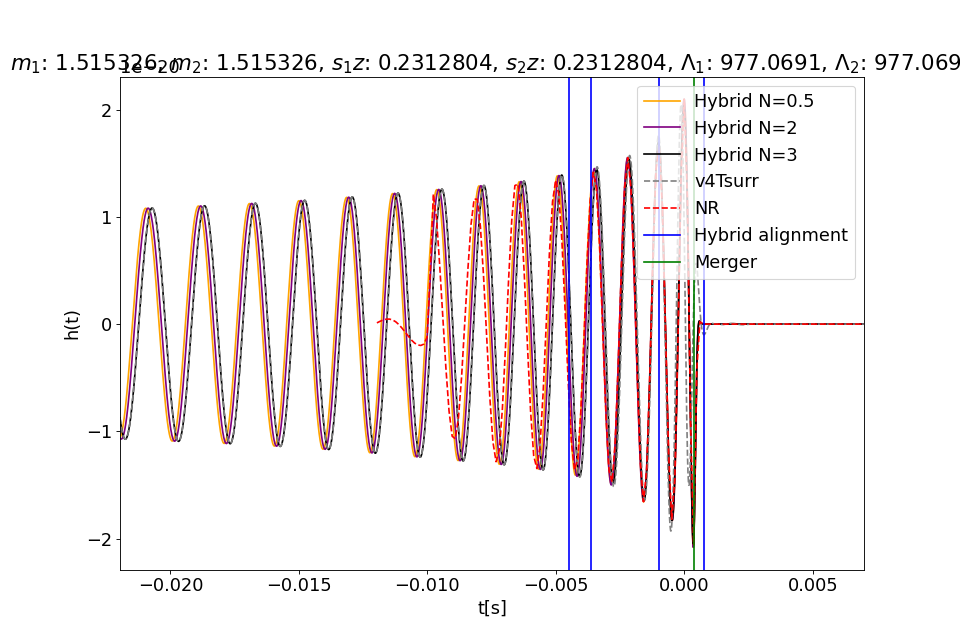 m₁: 1.515326, m₂: 1.515326, s₁z: 0.2312804, s₂z: 0.2312804, Λ₁: 977.0691, Λ₂: 977.069
1e−20
Hybrid N=0.5
Hybrid N=2
Hybrid N=3
v4Tsurr
NR
Hybrid alignment
Merger
2
1
0
−1
−2
h(t)
−0.020
−0.015
−0.010
−0.005
0.000
0.005
t[s]